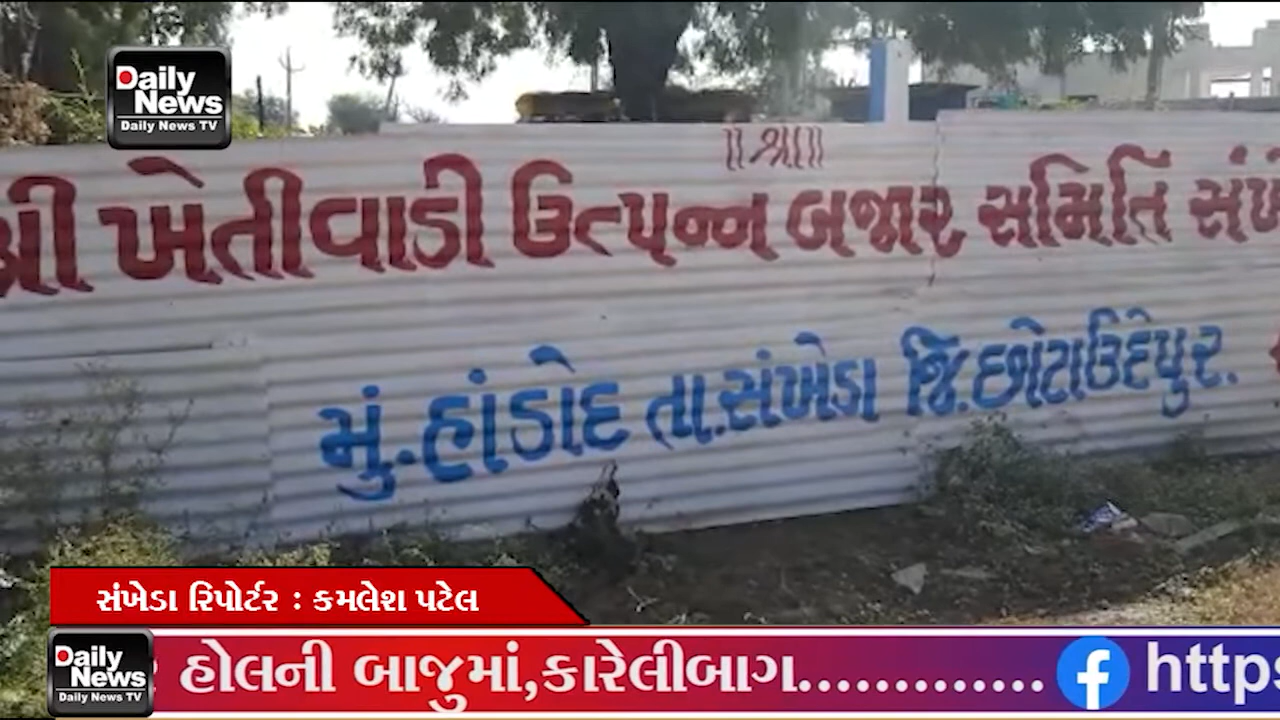 Daily
News
Daily News TV
॥શ્રી॥
શ્રી ખેતીવાડી ઉત્પન્ન બજાર સમિતિ
મું.હાંડોદ તા.સંખેડા જિ.છોટાઉદેપુર.
સંખેડા રિપોર્ટર : કમલેશ પટેલ
Daily
News
Daily News TV
હોલની બાજુમાં,કારેલીબાગ............. f https